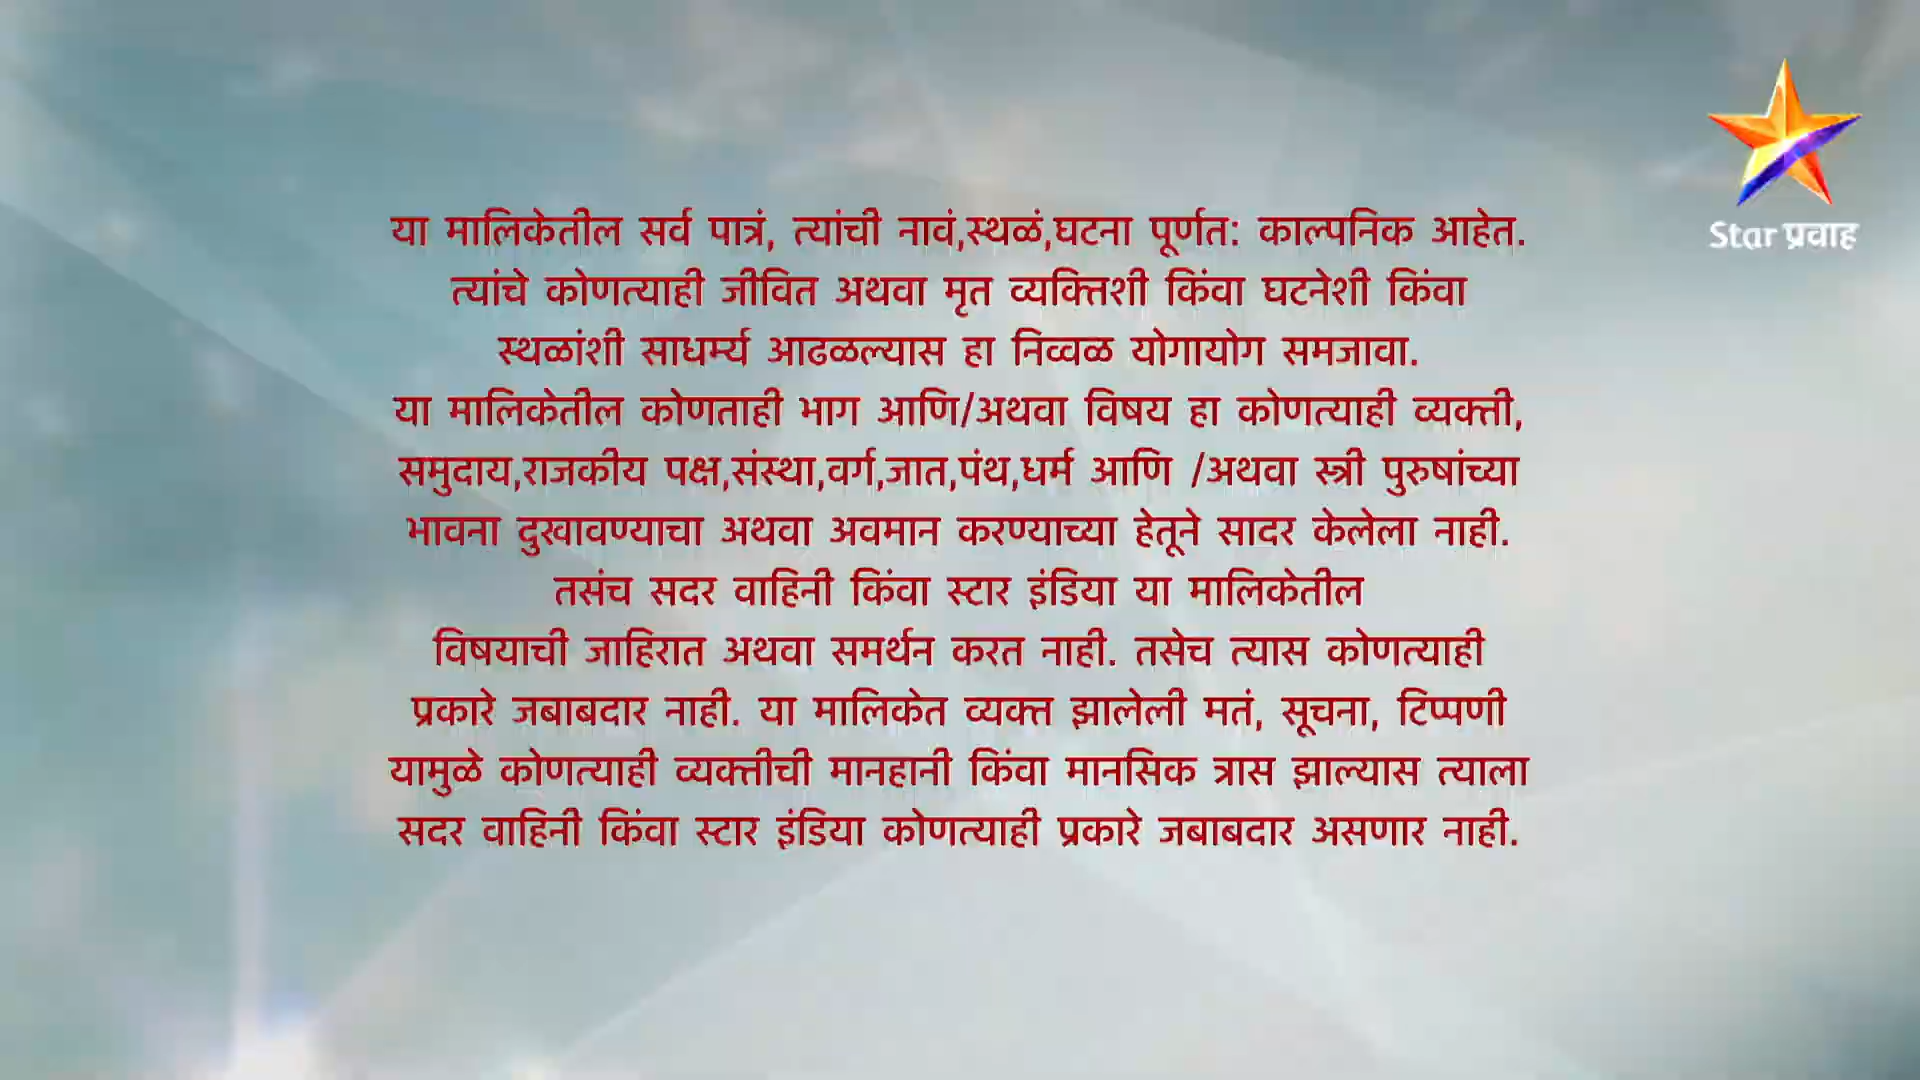 या मालिकेतील सर्व पात्रं, त्यांची नावं,स्थळं,घटना पूर्णत: काल्पनिक आहेत.
त्यांचे कोणत्याही जीवित अथवा मृत व्यक्तिशी किंवा घटनेशी किंवा
स्थळांशी साधर्म्य आढळल्यास हा निव्वळ योगायोग समजावा.
या मालिकेतील कोणताही भाग आणि/अथवा विषय हा कोणत्याही व्यक्ती,
समुदाय,राजकीय पक्ष,संस्था,वर्ग,जात,पंथ,धर्म आणि /अथवा स्त्री पुरुषांच्या
भावना दुखावण्याचा अथवा अवमान करण्याच्या हेतूने सादर केलेला नाही.
तसंच सदर वाहिनी किंवा स्टार इंडिया या मालिकेतील
विषयाची जाहिरात अथवा समर्थन करत नाही. तसेच त्यास कोणत्याही
प्रकारे जबाबदार नाही. या मालिकेत व्यक्त झालेली मतं, सूचना, टिप्पणी
यामुळे कोणत्याही व्यक्तीची मानहानी किंवा मानसिक त्रास झाल्यास त्याला
सदर वाहिनी किंवा स्टार इंडिया कोणत्याही प्रकारे जबाबदार असणार नाही.
Star प्रवाह